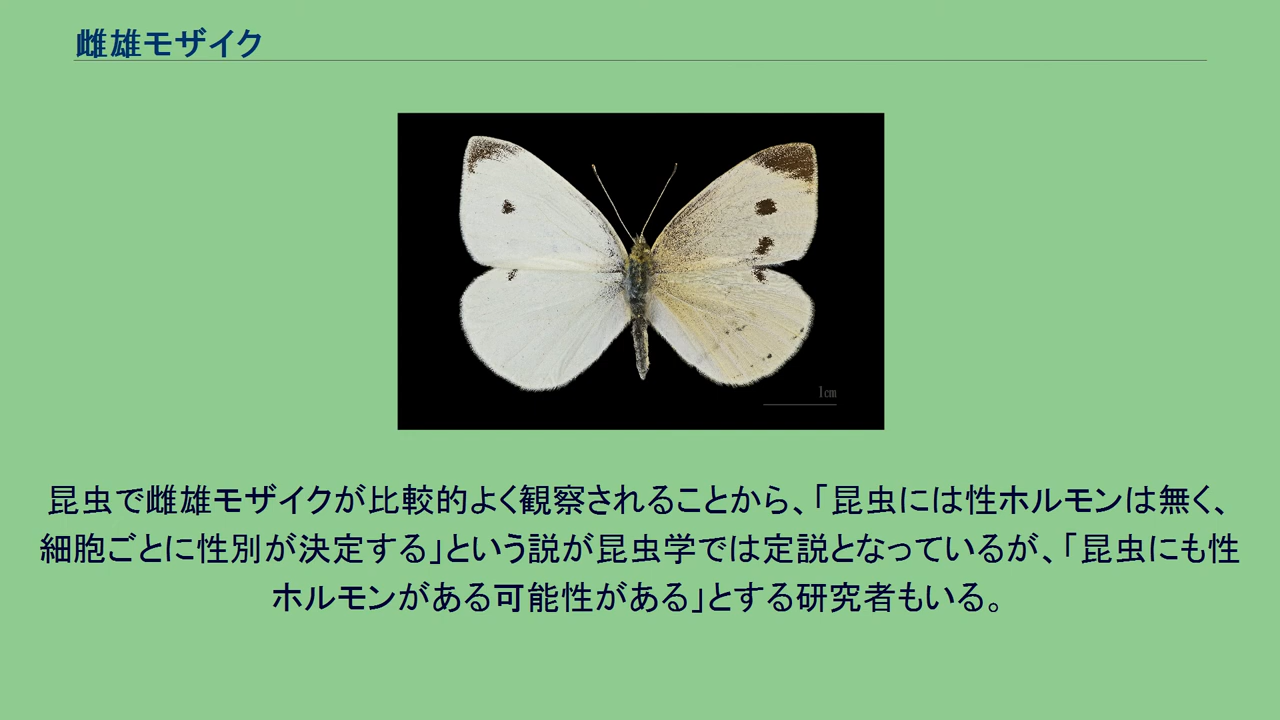 雌雄モザイク
1cm
昆虫で雌雄モザイクが比較的よく観察されることから、「昆虫には性ホルモンは無く、
細胞ごとに性別が決定する」という説が昆虫学では定説となっているが、「昆虫にも性
ホルモンがある可能性がある」とする研究者もいる。